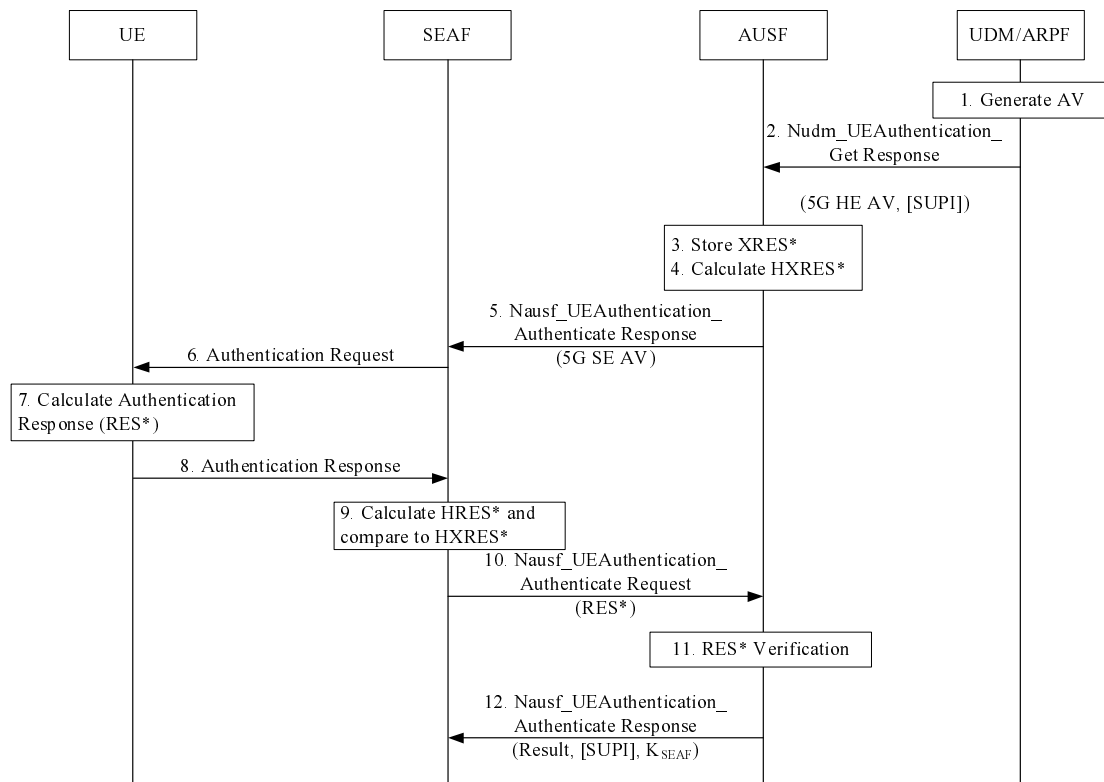 UE
SEAF
AUSF
UDM/ARPF
1. Generate AV
2. Nudm_UEAuthentication_
Get Response
(5G HE AV, [SUPI])
3. Store XRES*
4. Calculate HXRES*
5. Nausf_UEAuthentication_
Authenticate Response
(5G SE AV)
6. Authentication Request
7. Calculate Authentication
Response (RES*)
8. Authentication Response
9. Calculate HRES* and
compare to HXRES*
10. Nausf_UEAuthentication_
Authenticate Request
(RES*)
11. RES* Verification
12. Nausf_UEAuthentication_
Authenticate Response
(Result, [SUPI], KSEAF)